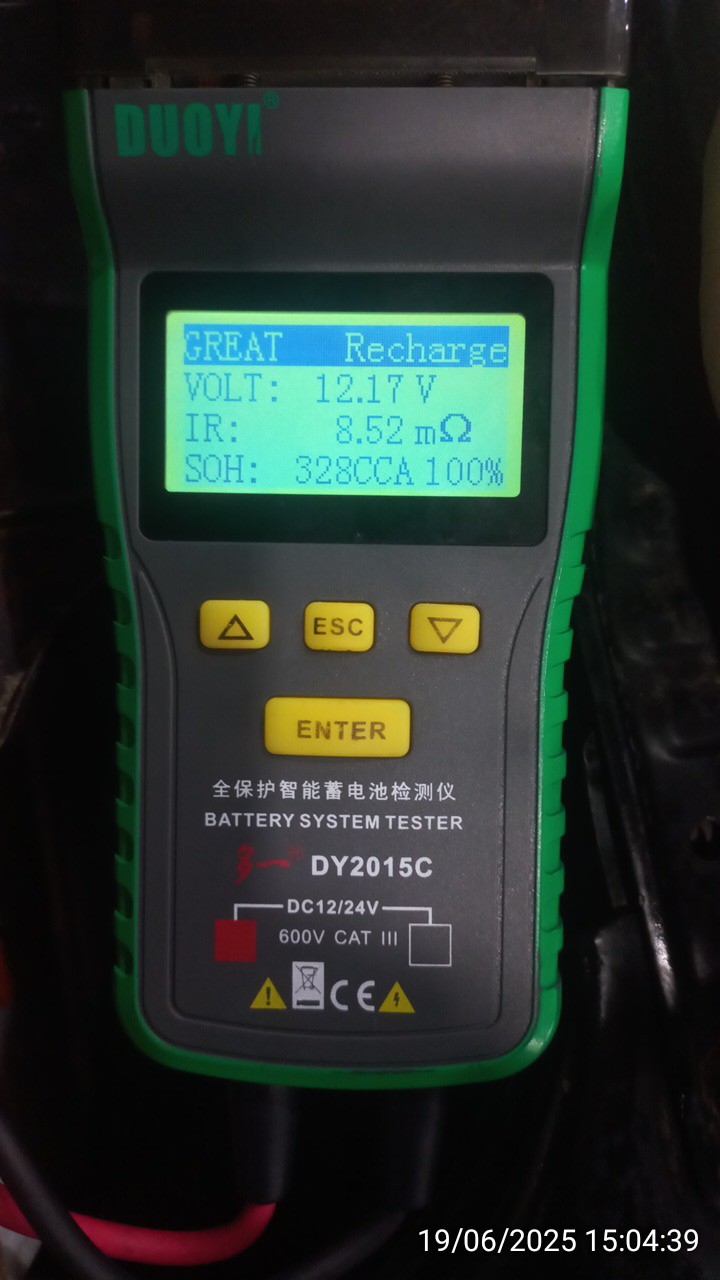 DUOYI®
GREAT Recharge
VOLT: 12.17 V
IR: 8.52 mΩ
SOH: 328CCA 100%
ESC
ENTER
全保护智能蓄电池检测仪
BATTERY SYSTEM TESTER
多一® DY2015C
DC12/24V
600V CAT III
CE
19/06/2025 15:04:39